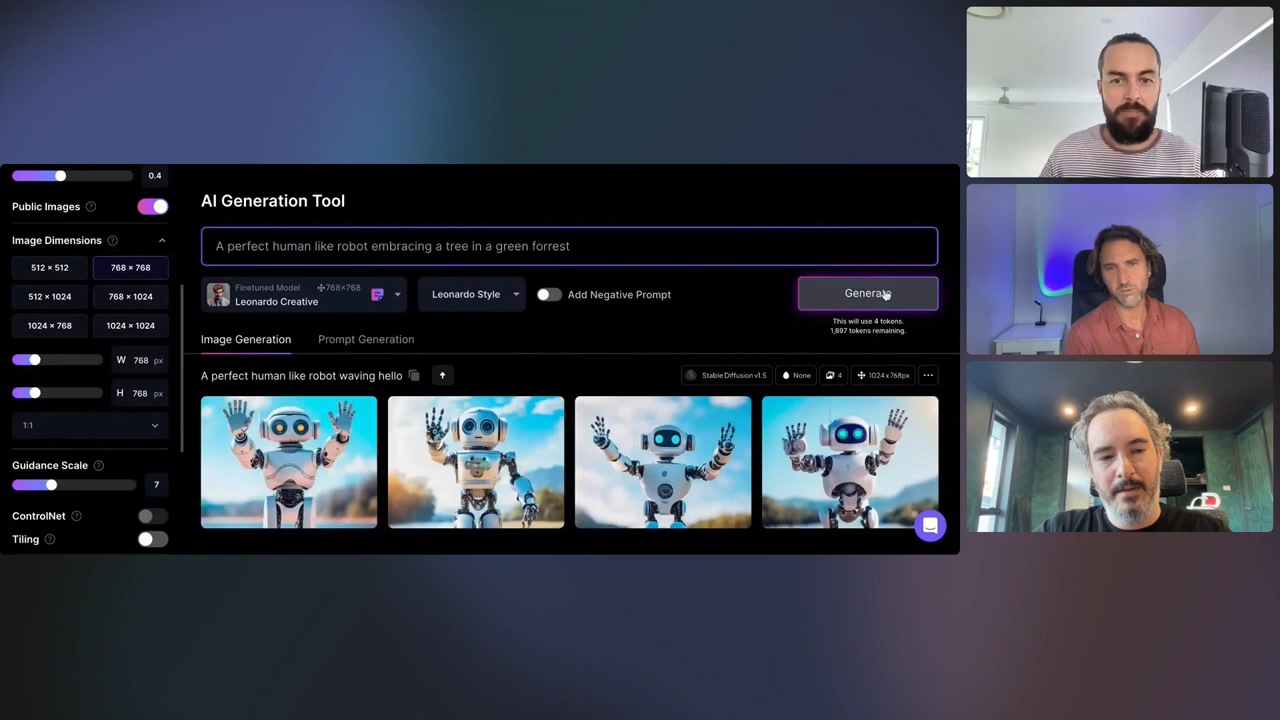 0.4
Public Images
Image Dimensions
512 × 512
768 × 768
512 × 1024
768 × 1024
1024 × 768
1024 × 1024
W 768 px
H 768 px
1:1
Guidance Scale
7
ControlNet
Tiling
AI Generation Tool
A perfect human like robot embracing a tree in a green forrest
Finetuned Model 768×768
Leonardo Creative
Leonardo Style
Add Negative Prompt
Generate
This will use 4 tokens.
1,897 tokens remaining.
Image Generation
Prompt Generation
A perfect human like robot waving hello
Stable Diffusion v1.5
None
4
1024x768px